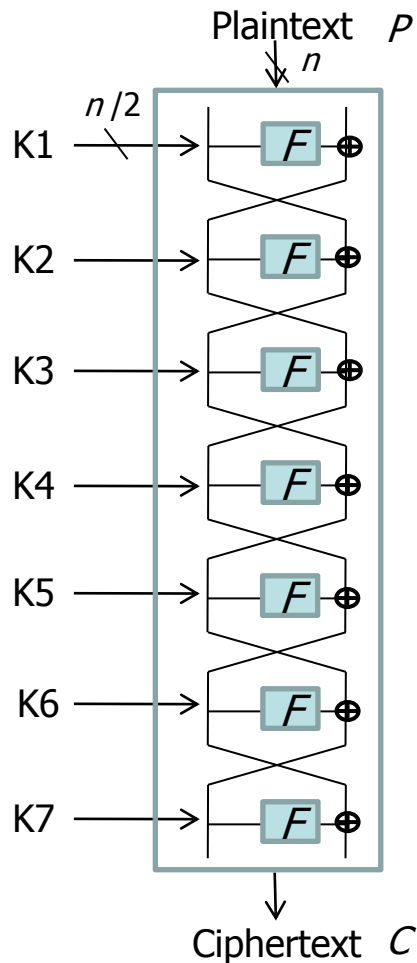 Plaintext P
n
n/2
K1 F
K2 F
K3 F
K4 F
K5 F
K6 F
K7 F
Ciphertext C